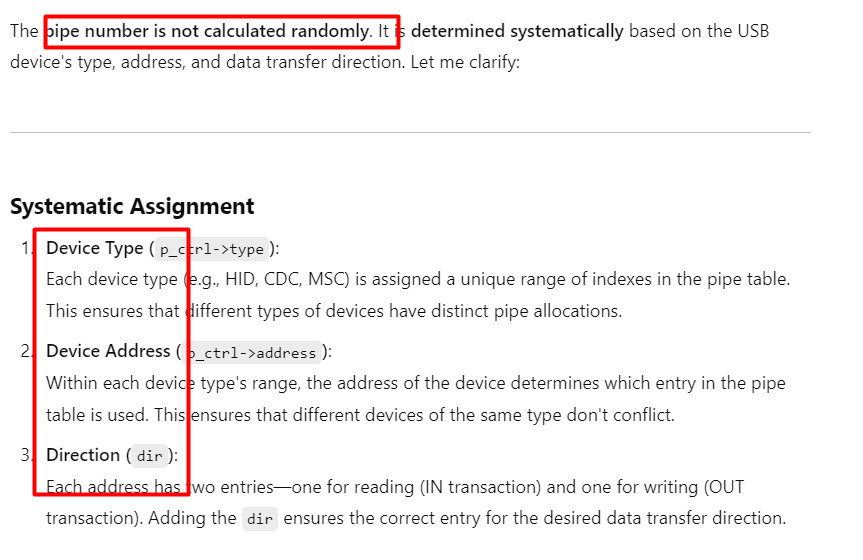 The pipe number is not calculated randomly. It is determined systematically based on the USB
device's type, address, and data transfer direction. Let me clarify:
Systematic Assignment
1. Device Type (p_ctrl->type):
Each device type (e.g., HID, CDC, MSC) is assigned a unique range of indexes in the pipe table.
This ensures that different types of devices have distinct pipe allocations.
2. Device Address (p_ctrl->address):
Within each device type's range, the address of the device determines which entry in the pipe
table is used. This ensures that different devices of the same type don't conflict.
3. Direction (dir):
Each address has two entries—one for reading (IN transaction) and one for writing (OUT
transaction). Adding the dir ensures the correct entry for the desired data transfer direction.